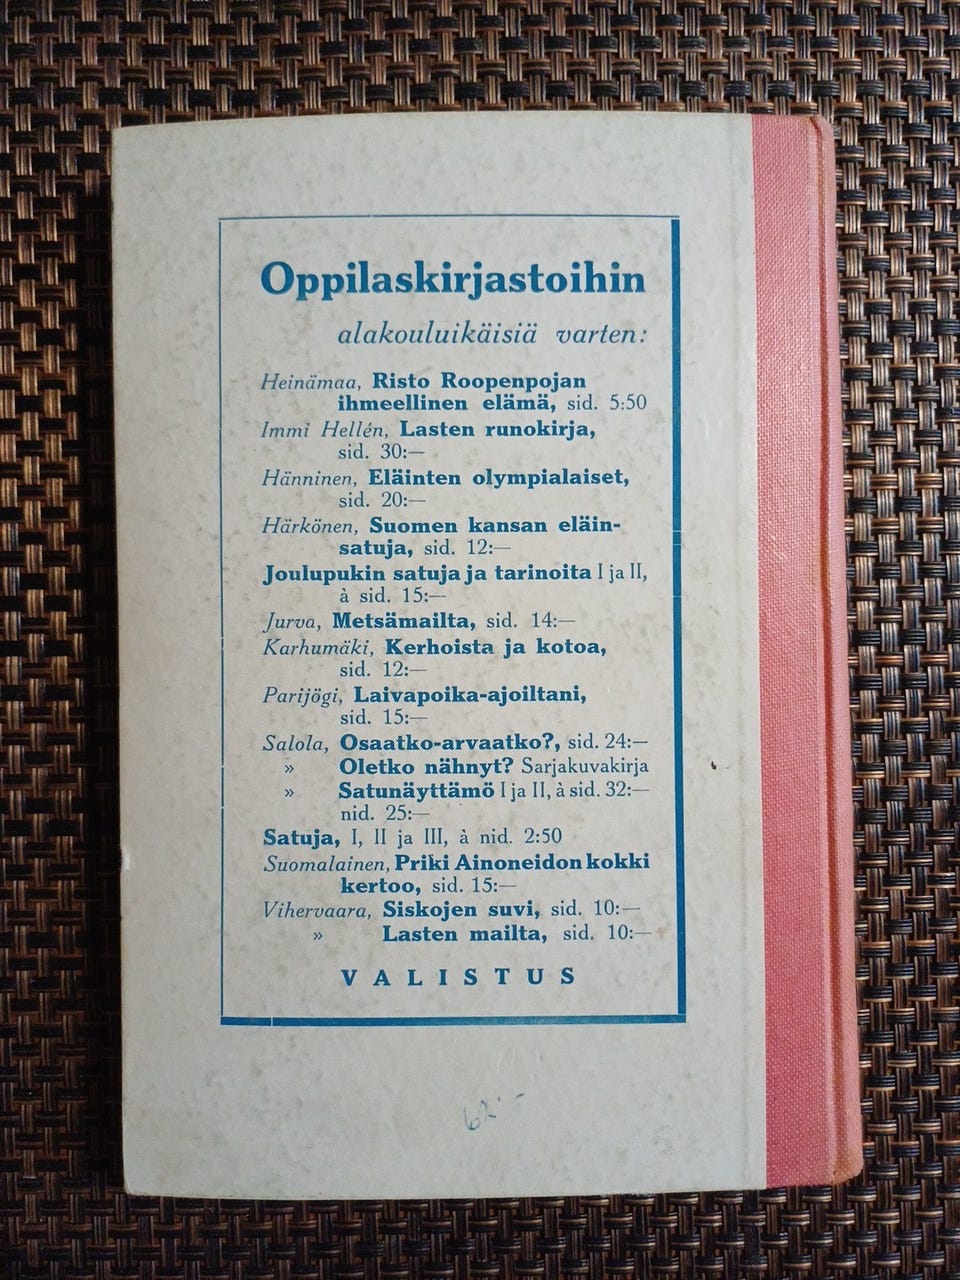 Oppilaskirjastoihin
alakouluikäisiä varten:
Heinämaa, Risto Roopenpojan
ihmeellinen elämä, sid. 5:50
Immi Hellén, Lasten runokirja,
sid. 30:—
Hänninen, Eläinten olympialaiset,
sid. 20:—
Härkönen, Suomen kansan eläin-
satuja, sid. 12:—
Joulupukin satuja ja tarinoita I ja II,
à sid. 15:—
Jurva, Metsämailta, sid. 14:—
Karhumäki, Kerhoista ja kotoa,
sid. 12:—
Parijögi, Laivapoika-ajoiltani,
sid. 15:—
Salola, Osaatko-arvaatko?, sid. 24:—
» Oletko nähnyt? Sarjakuvakirja
» Satunäyttämö I ja II, à sid. 32:—
nid. 25:—
Satuja, I, II ja III, à nid. 2:50
Suomalainen, Priki Ainoneidon kokki
kertoo, sid. 15:—
Vihervaara, Siskojen suvi, sid. 10:—
» Lasten mailta, sid. 10:—
VALISTUS